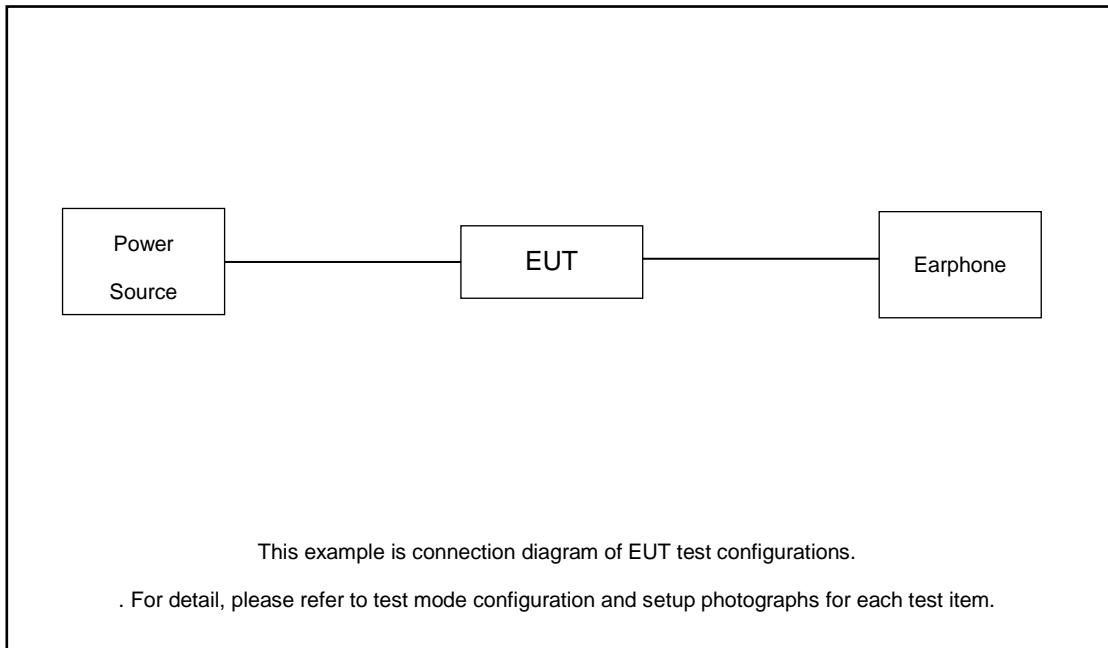 Power
Source
EUT
Earphone
This example is connection diagram of EUT test configurations.
. For detail, please refer to test mode configuration and setup photographs for each test item.